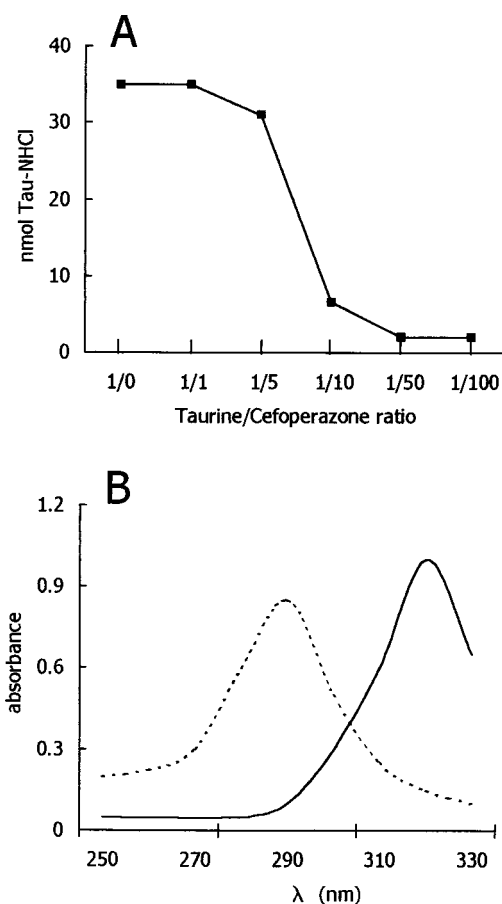 A
40
30
20
10
0
nmol Tau-NHCl
1/0 1/1 1/5 1/10 1/50 1/100
Taurine/Cefoperazone ratio
B
1.2
0.9
0.6
0.3
0
absorbance
250 270 290 310 330
λ (nm)